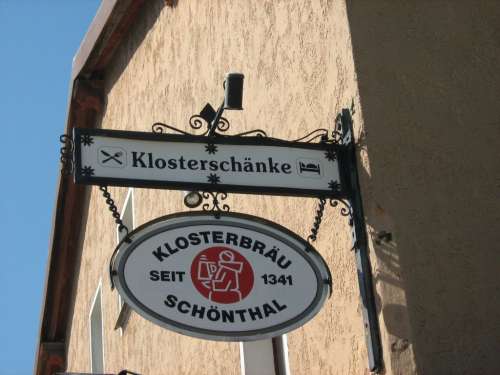 Klosterschänke
KLOSTERBRÄU
SEIT 1341
SCHÖNTHAL